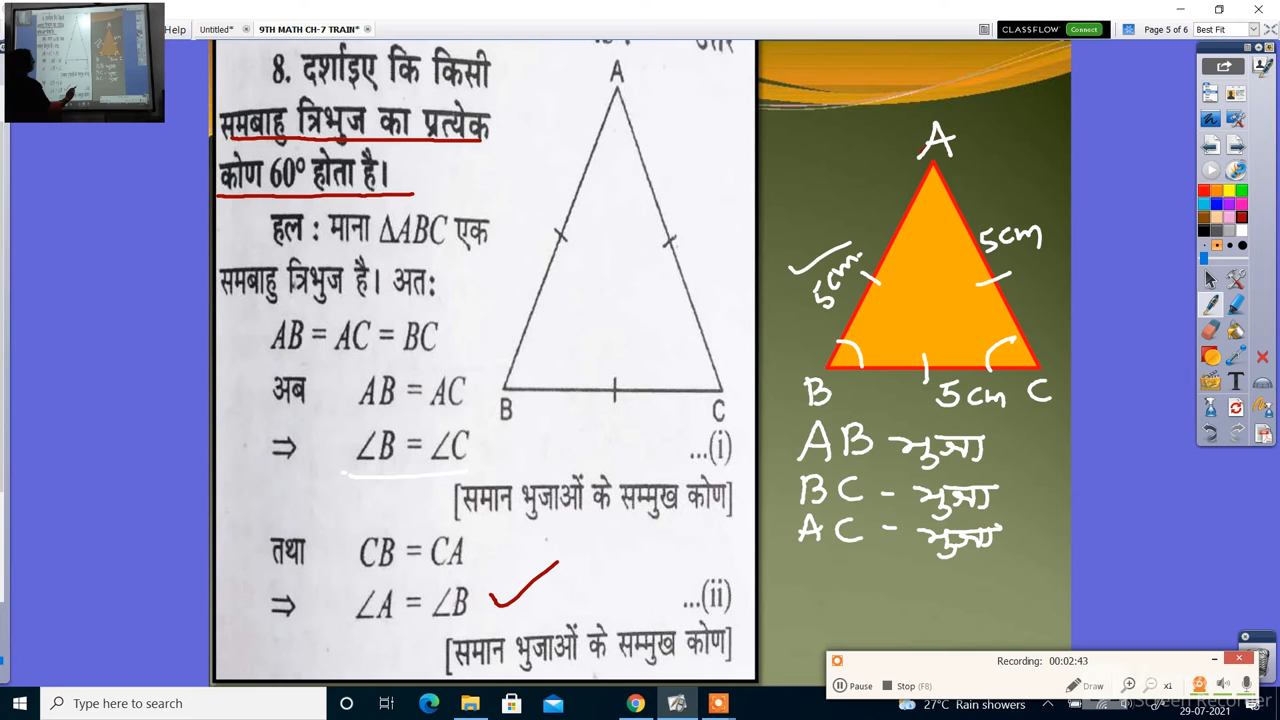 Help
Untitled*
9TH MATH CH-7 TRAIN*
CLASSFLOW
Connect
Page 5 of 6
Best Fit
8. दर्शाइए कि किसी
समबाहु त्रिभुज का प्रत्येक
कोण 60° होता है।
हल : माना ΔABC एक
समबाहु त्रिभुज है। अत:
AB = AC = BC
अब AB = AC
⇒ ∠B = ∠C ...(i)
[समान भुजाओं के सम्मुख कोण]
तथा CB = CA
⇒ ∠A = ∠B ...(ii)
[समान भुजाओं के सम्मुख कोण]
A
B
C
A
5cm
5cm
B
5cm
C
AB भुजा
BC - भुजा
AC - भुजा
Recording: 00:02:43
Pause
Stop (F8)
Draw
x1
Screen Recorder
Type here to search
27°C Rain showers
29-07-2021